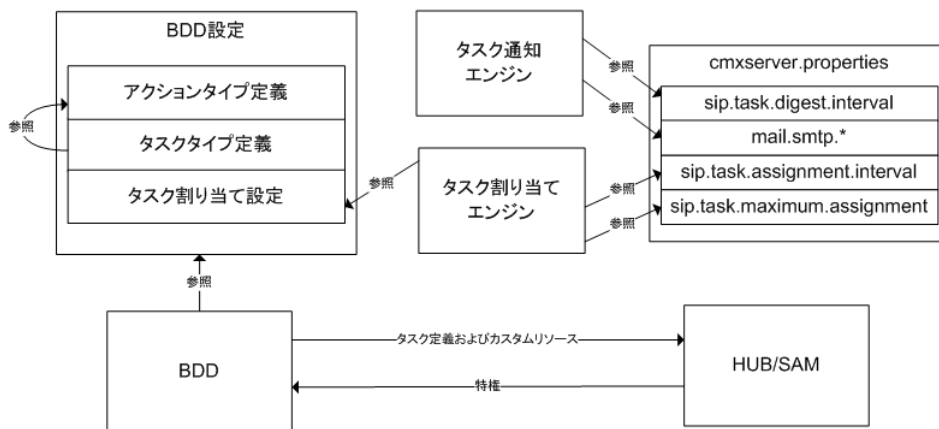 BDD設定
アクションタイプ定義
タスクタイプ定義
タスク割り当て設定
参照
タスク通知
エンジン
参照
参照
cmxserver.properties
sip.task.digest.interval
mail.smtp.*
sip.task.assignment.interval
sip.task.maximum.assignment
タスク割り当て
エンジン
参照
参照
参照
参照
BDD
タスク定義およびカスタムリソース
特権
HUB/SAM